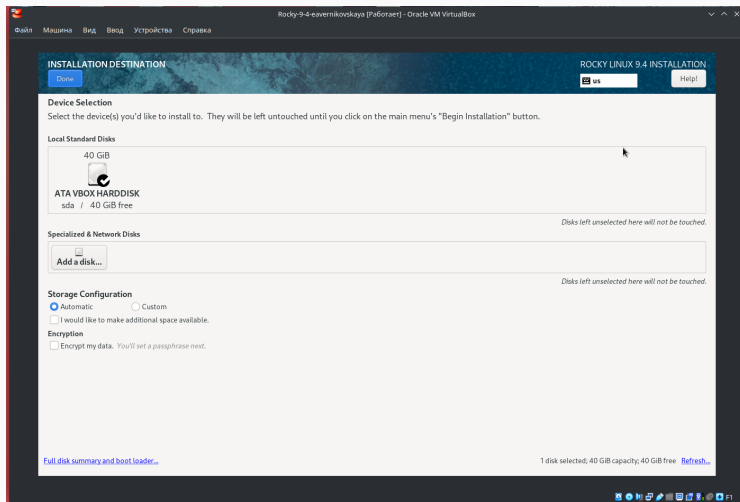 Rocky-9-4-eavernikovskaya [Работает] - Oracle VM VirtualBox
Файл Машина Вид Ввод Устройства Справка
INSTALLATION DESTINATION
ROCKY LINUX 9.4 INSTALLATION
Done
us
Help!
Device Selection
Select the device(s) you'd like to install to. They will be left untouched until you click on the main menu's "Begin Installation" button.
Local Standard Disks
40 GiB
ATA VBOX HARDDISK
sda / 40 GiB free
Disks left unselected here will not be touched.
Specialized & Network Disks
Add a disk...
Disks left unselected here will not be touched.
Storage Configuration
Automatic Custom
I would like to make additional space available.
Encryption
Encrypt my data. You'll set a passphrase next.
Full disk summary and boot loader...
1 disk selected; 40 GiB capacity; 40 GiB free Refresh...
F1